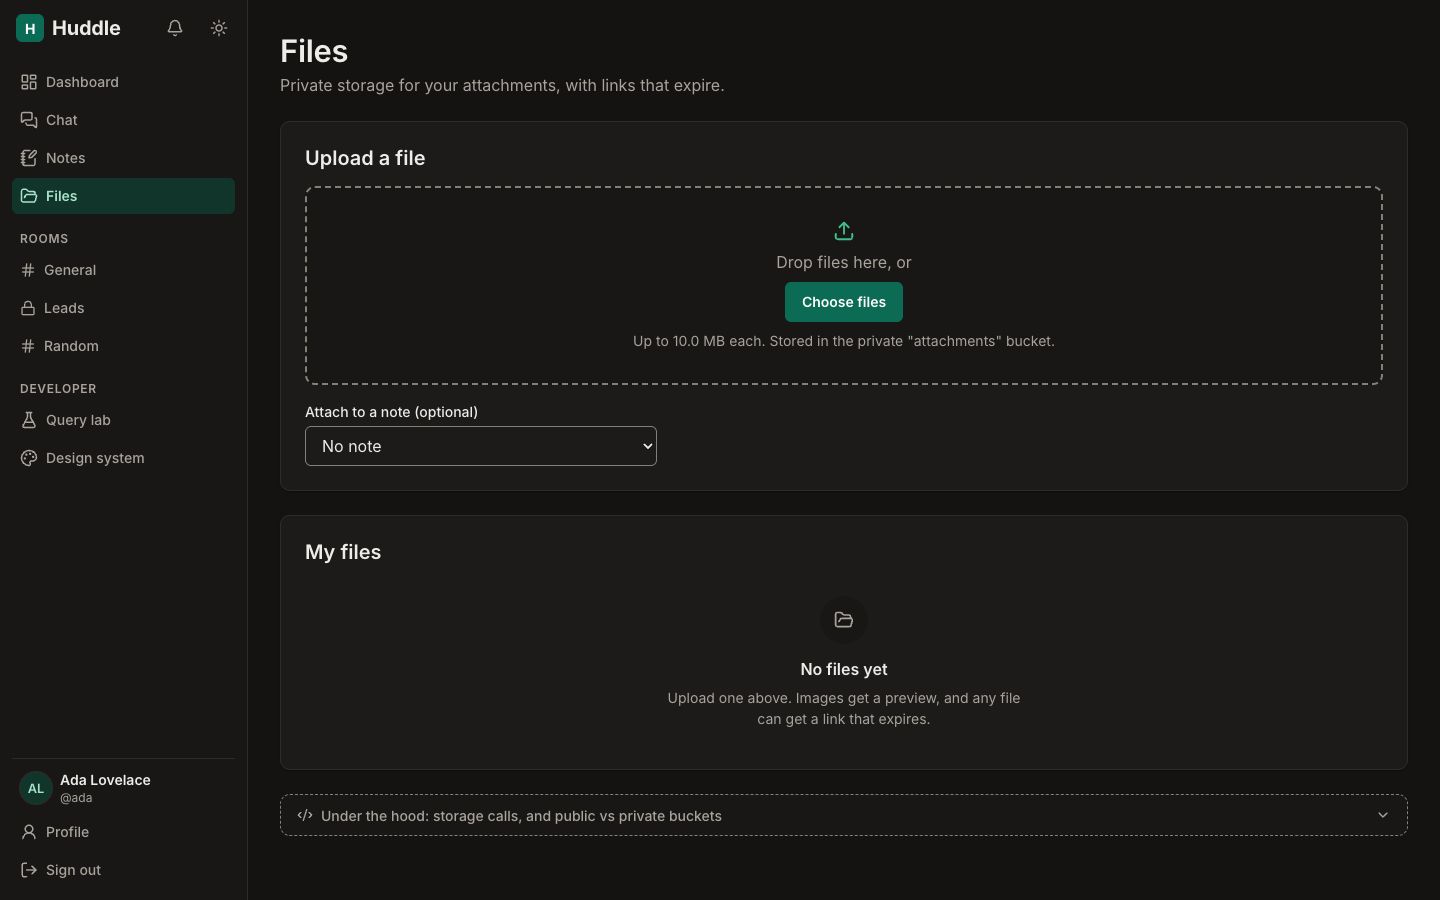 H Huddle
Dashboard
Chat
Notes
Files
ROOMS
General
Leads
Random
DEVELOPER
Query lab
Design system
AL
Ada Lovelace
@ada
Profile
Sign out
Files
Private storage for your attachments, with links that expire.
Upload a file
Drop files here, or
Choose files
Up to 10.0 MB each. Stored in the private "attachments" bucket.
Attach to a note (optional)
No note
My files
No files yet
Upload one above. Images get a preview, and any file
can get a link that expires.
Under the hood: storage calls, and public vs private buckets